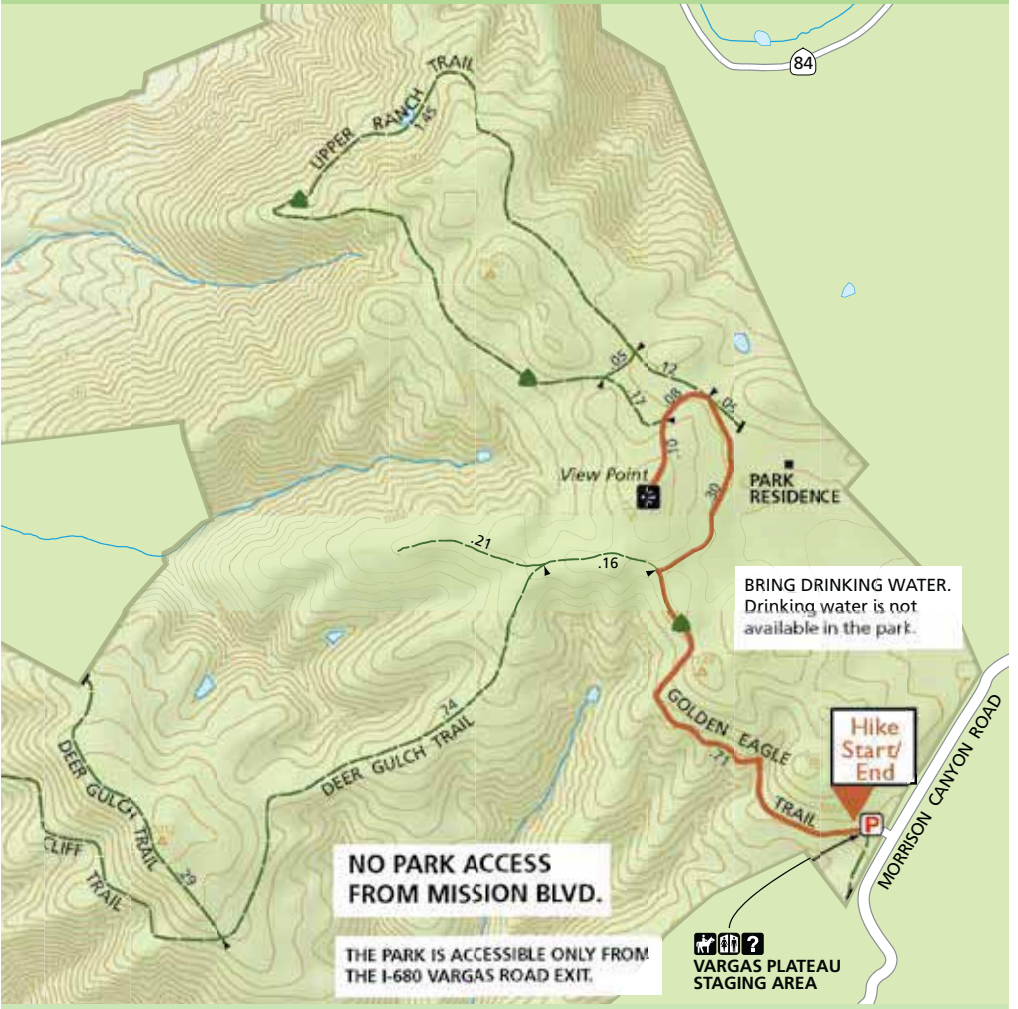 84
UPPER RANCH TRAIL
1.45
.05
.12
.17
.08
.05
.10
View Point
.30
PARK
RESIDENCE
.21
.16
BRING DRINKING WATER.
Drinking water is not
available in the park.
GOLDEN EAGLE
TRAIL
.71
.74
DEER GULCH TRAIL
Hike
Start/
End
P
MORRISON CANYON ROAD
DEER GULCH TRAIL
.29
CLIFF
TRAIL
NO PARK ACCESS
FROM MISSION BLVD.
THE PARK IS ACCESSIBLE ONLY FROM
THE I-680 VARGAS ROAD EXIT.
?
VARGAS PLATEAU
STAGING AREA